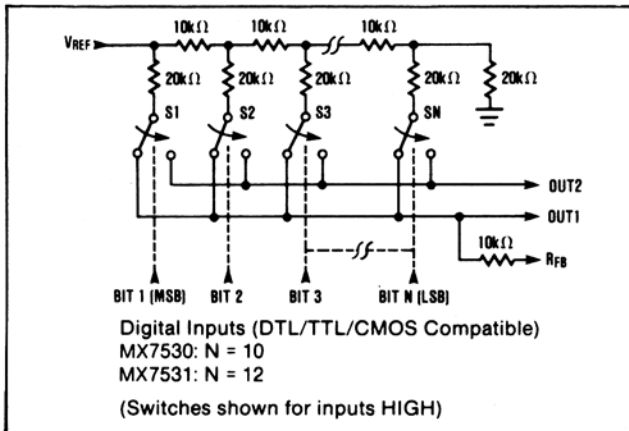 10kΩ 10kΩ 10kΩ
VREF
20kΩ 20kΩ 20kΩ 20kΩ 20kΩ
S1 S2 S3 SN
OUT2
OUT1
10kΩ
RFB
BIT 1 (MSB) BIT 2 BIT 3 BIT N (LSB)
Digital Inputs (DTL/TTL/CMOS Compatible)
MX7530: N = 10
MX7531: N = 12
(Switches shown for inputs HIGH)